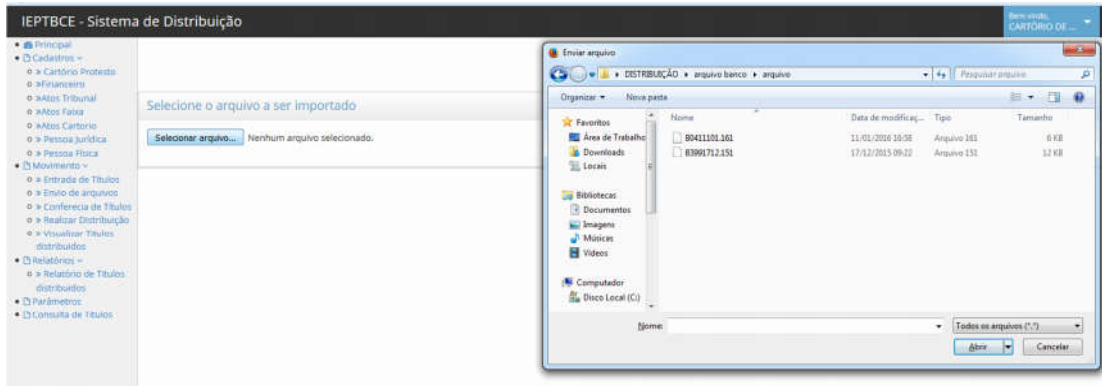 IEPTBCE - Sistema de Distribuição
Bem vindo,
CARTÓRIO DE ...
Principal
Cadastros
» Cartório Protesto
»Financeiro
»Atos Tribunal
»Atos Faixa
»Atos Cartorio
» Pessoa Jurídica
» Pessoa Física
Movimento
» Entrada de Títulos
» Envio de arquivos
» Conferecia de Títulos
» Realizar Distribuição
» Visualizar Titulos
distribuidos
Relatórios
» Relatório de Títulos
distribuidos
Parâmetros
Consulta de Titulos
Selecione o arquivo a ser importado
Selecionar arquivo... Nenhum arquivo selecionado.
Enviar arquivo
DISTRIBUIÇÃO arquivo banco arquivo
Pesquisar arquivo
Organizar Nova pasta
Favoritos
Área de Trabalho
Downloads
Locais
Bibliotecas
Documentos
Imagens
Músicas
Vídeos
Computador
Disco Local (C:)
Nome Data de modificaç... Tipo Tamanho
B0411101.161 11/01/2016 16:58 Arquivo 161 6 KB
B3991712.151 17/12/2015 09:22 Arquivo 151 12 KB
Nome: Todos os arquivos (*.*)
Abrir Cancelar